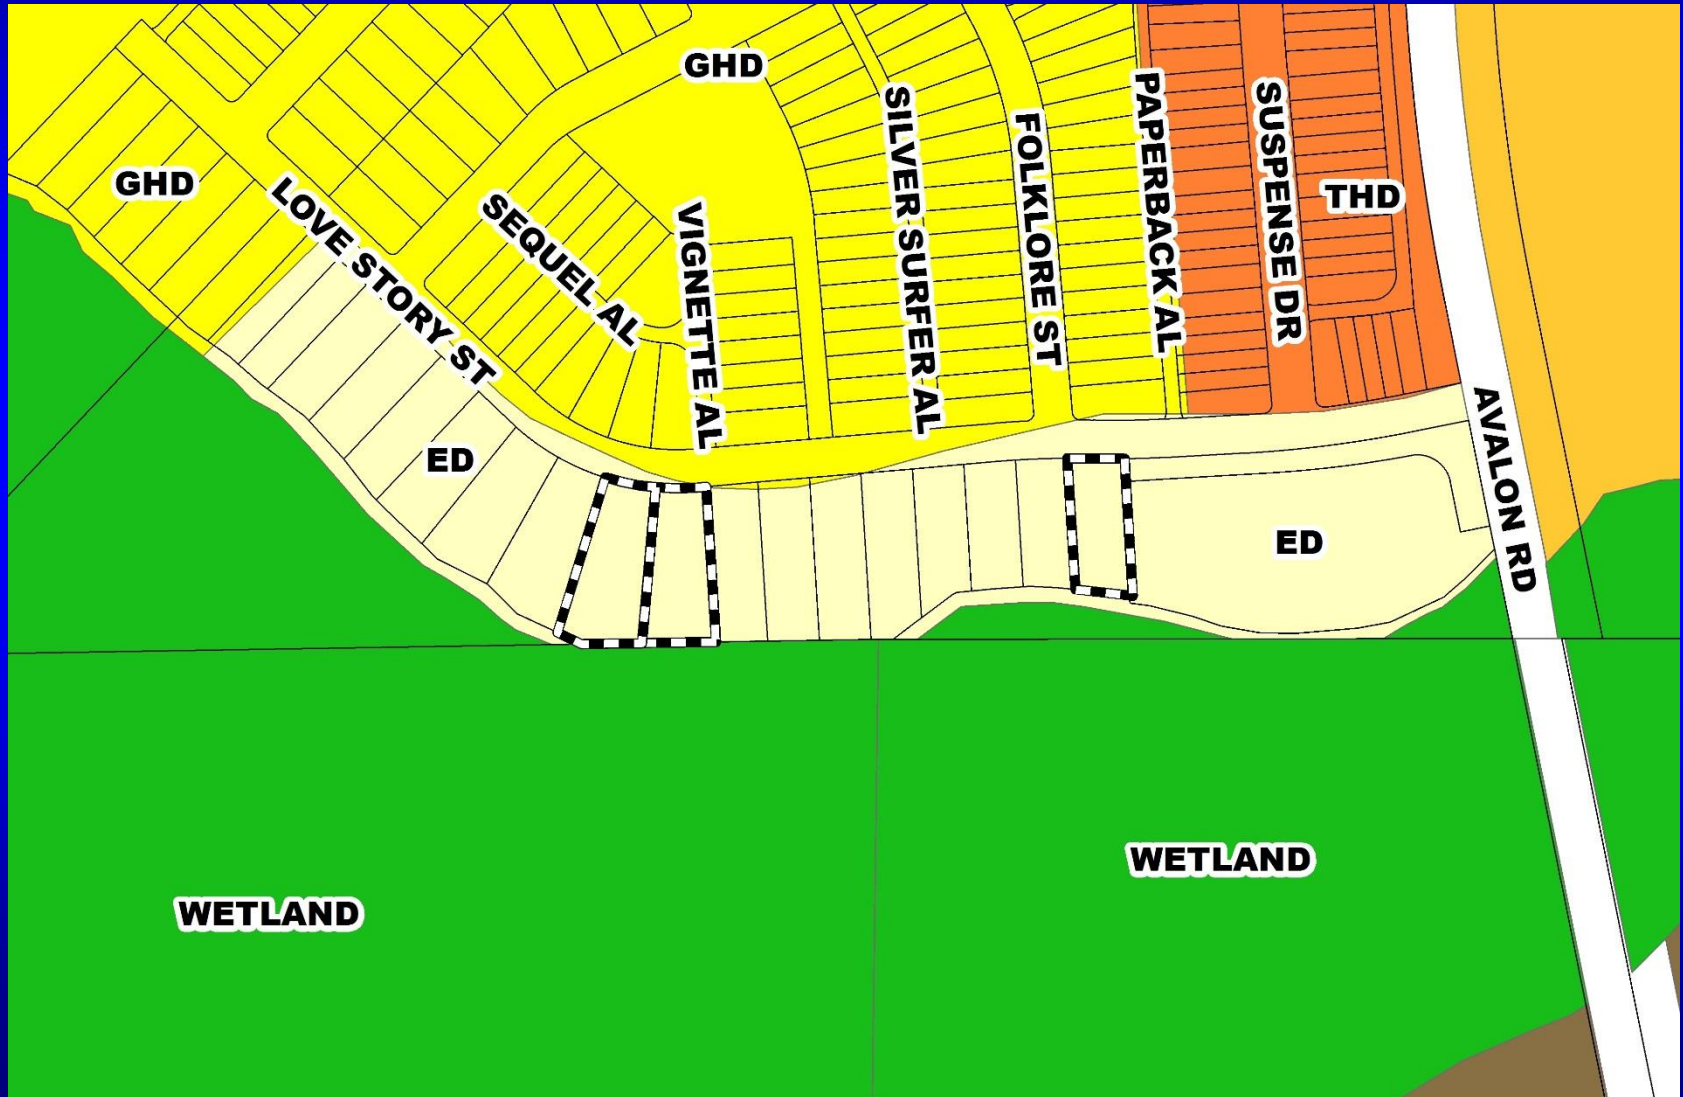 GHD
GHD
LOVE STORY ST
SEQUEL AL
VIGNETTE AL
SILVER SURFER AL
FOLKLORE ST
PAPERBACK AL
SUSPENSE DR
THD
AVALON RD
ED
ED
WETLAND
WETLAND